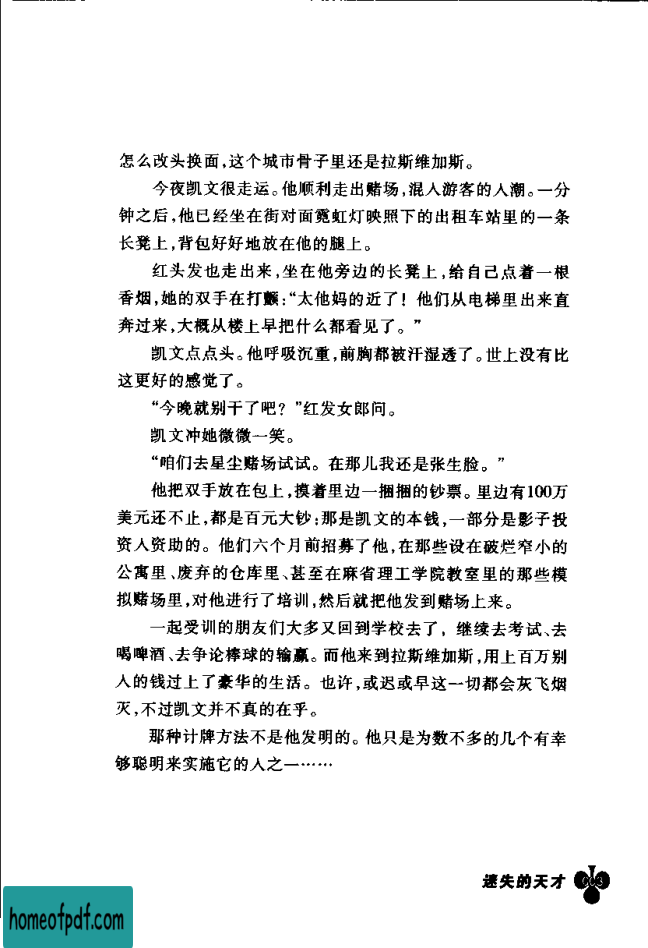 怎么改头换面,这个城市骨子里还是拉斯维加斯。
今夜凯文很走运。他顺利走出赌场,混入游客的人潮。一分
钟之后,他已经坐在街对面霓虹灯映照下的出租车站里的一条
长凳上,背包好好地放在他的腿上。
红头发也走出来,坐在他旁边的长凳上,给自己点着一根
香烟,她的双手在打颤:“太他妈的近了!他们从电梯里出来直
奔过来,大概从楼上早把什么都看见了。”
凯文点点头。他呼吸沉重,前胸都被汗湿透了。世上没有比
这更好的感觉了。
“今晚就别干了吧?”红发女郎问。
凯文冲她微微一笑。
“咱们去星尘赌场试试。在那儿我还是张生脸。”
他把双手放在包上,摸着里边一捆捆的钞票。里边有100万
美元还不止,都是百元大钞;那是凯文的本钱,一部分是影子投
资人资助的。他们六个月前招募了他,在那些设在破烂窄小的
公寓里、废弃的仓库里、甚至在麻省理工学院教室里的那些模
拟赌场里,对他进行了培训,然后就把他发到赌场上来。
一起受训的朋友们大多又回到学校去了,继续去考试、去
喝啤酒、去争论棒球的输赢。而他来到拉斯维加斯,用上百万别
人的钱过上了豪华的生活。也许,或迟或早这一切都会灰飞烟
灭,不过凯文并不真的在乎。
那种计牌方法不是他发明的。他只是为数不多的几个有幸
够聪明来实施它的人之一……
迷失的天才
homeofpdf.com